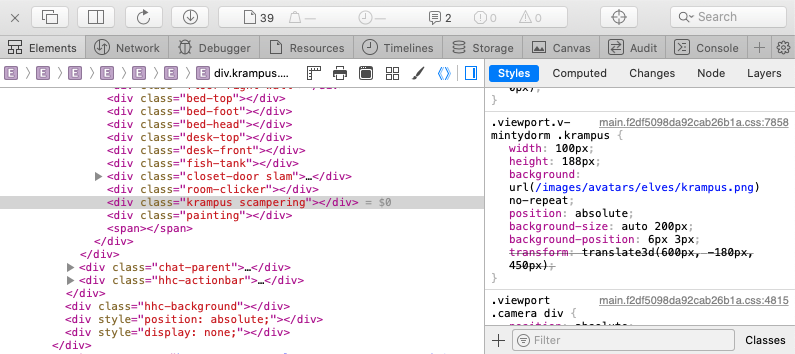 39 — — 2 0 0 Search
Elements Network Debugger Resources Timelines Storage Canvas Audit Console
E E E E E E E div.krampus.... Styles Computed Changes Node Layers
<div class="bed-top"></div>
<div class="bed-foot"></div>
<div class="bed-head"></div>
<div class="desk-top"></div>
<div class="desk-front"></div>
<div class="fish-tank"></div>
<div class="closet-door slam">…</div>
<div class="room-clicker"></div>
<div class="krampus scampering"></div> = $0
<div class="painting"></div>
<span></span>
</div>
</div>
<div class="chat-parent">…</div>
<div class="hhc-actionbar">…</div>
</div>
<div class="hhc-background"></div>
<div style="position: absolute;"></div>
<div style="display: none;"></div>
</div>
0px);
}
.viewport.v- main.f2df5098da92cab26b1a.css:7858
mintydorm .krampus {
width: 100px;
height: 188px;
background:
url(/images/avatars/elves/krampus.png)
no-repeat;
position: absolute;
background-size: auto 200px;
background-position: 6px 3px;
transform: translate3d(600px, -180px,
450px);
}
.viewport main.f2df5098da92cab26b1a.css:4815
.camera div {
position: absolute;
Filter Classes